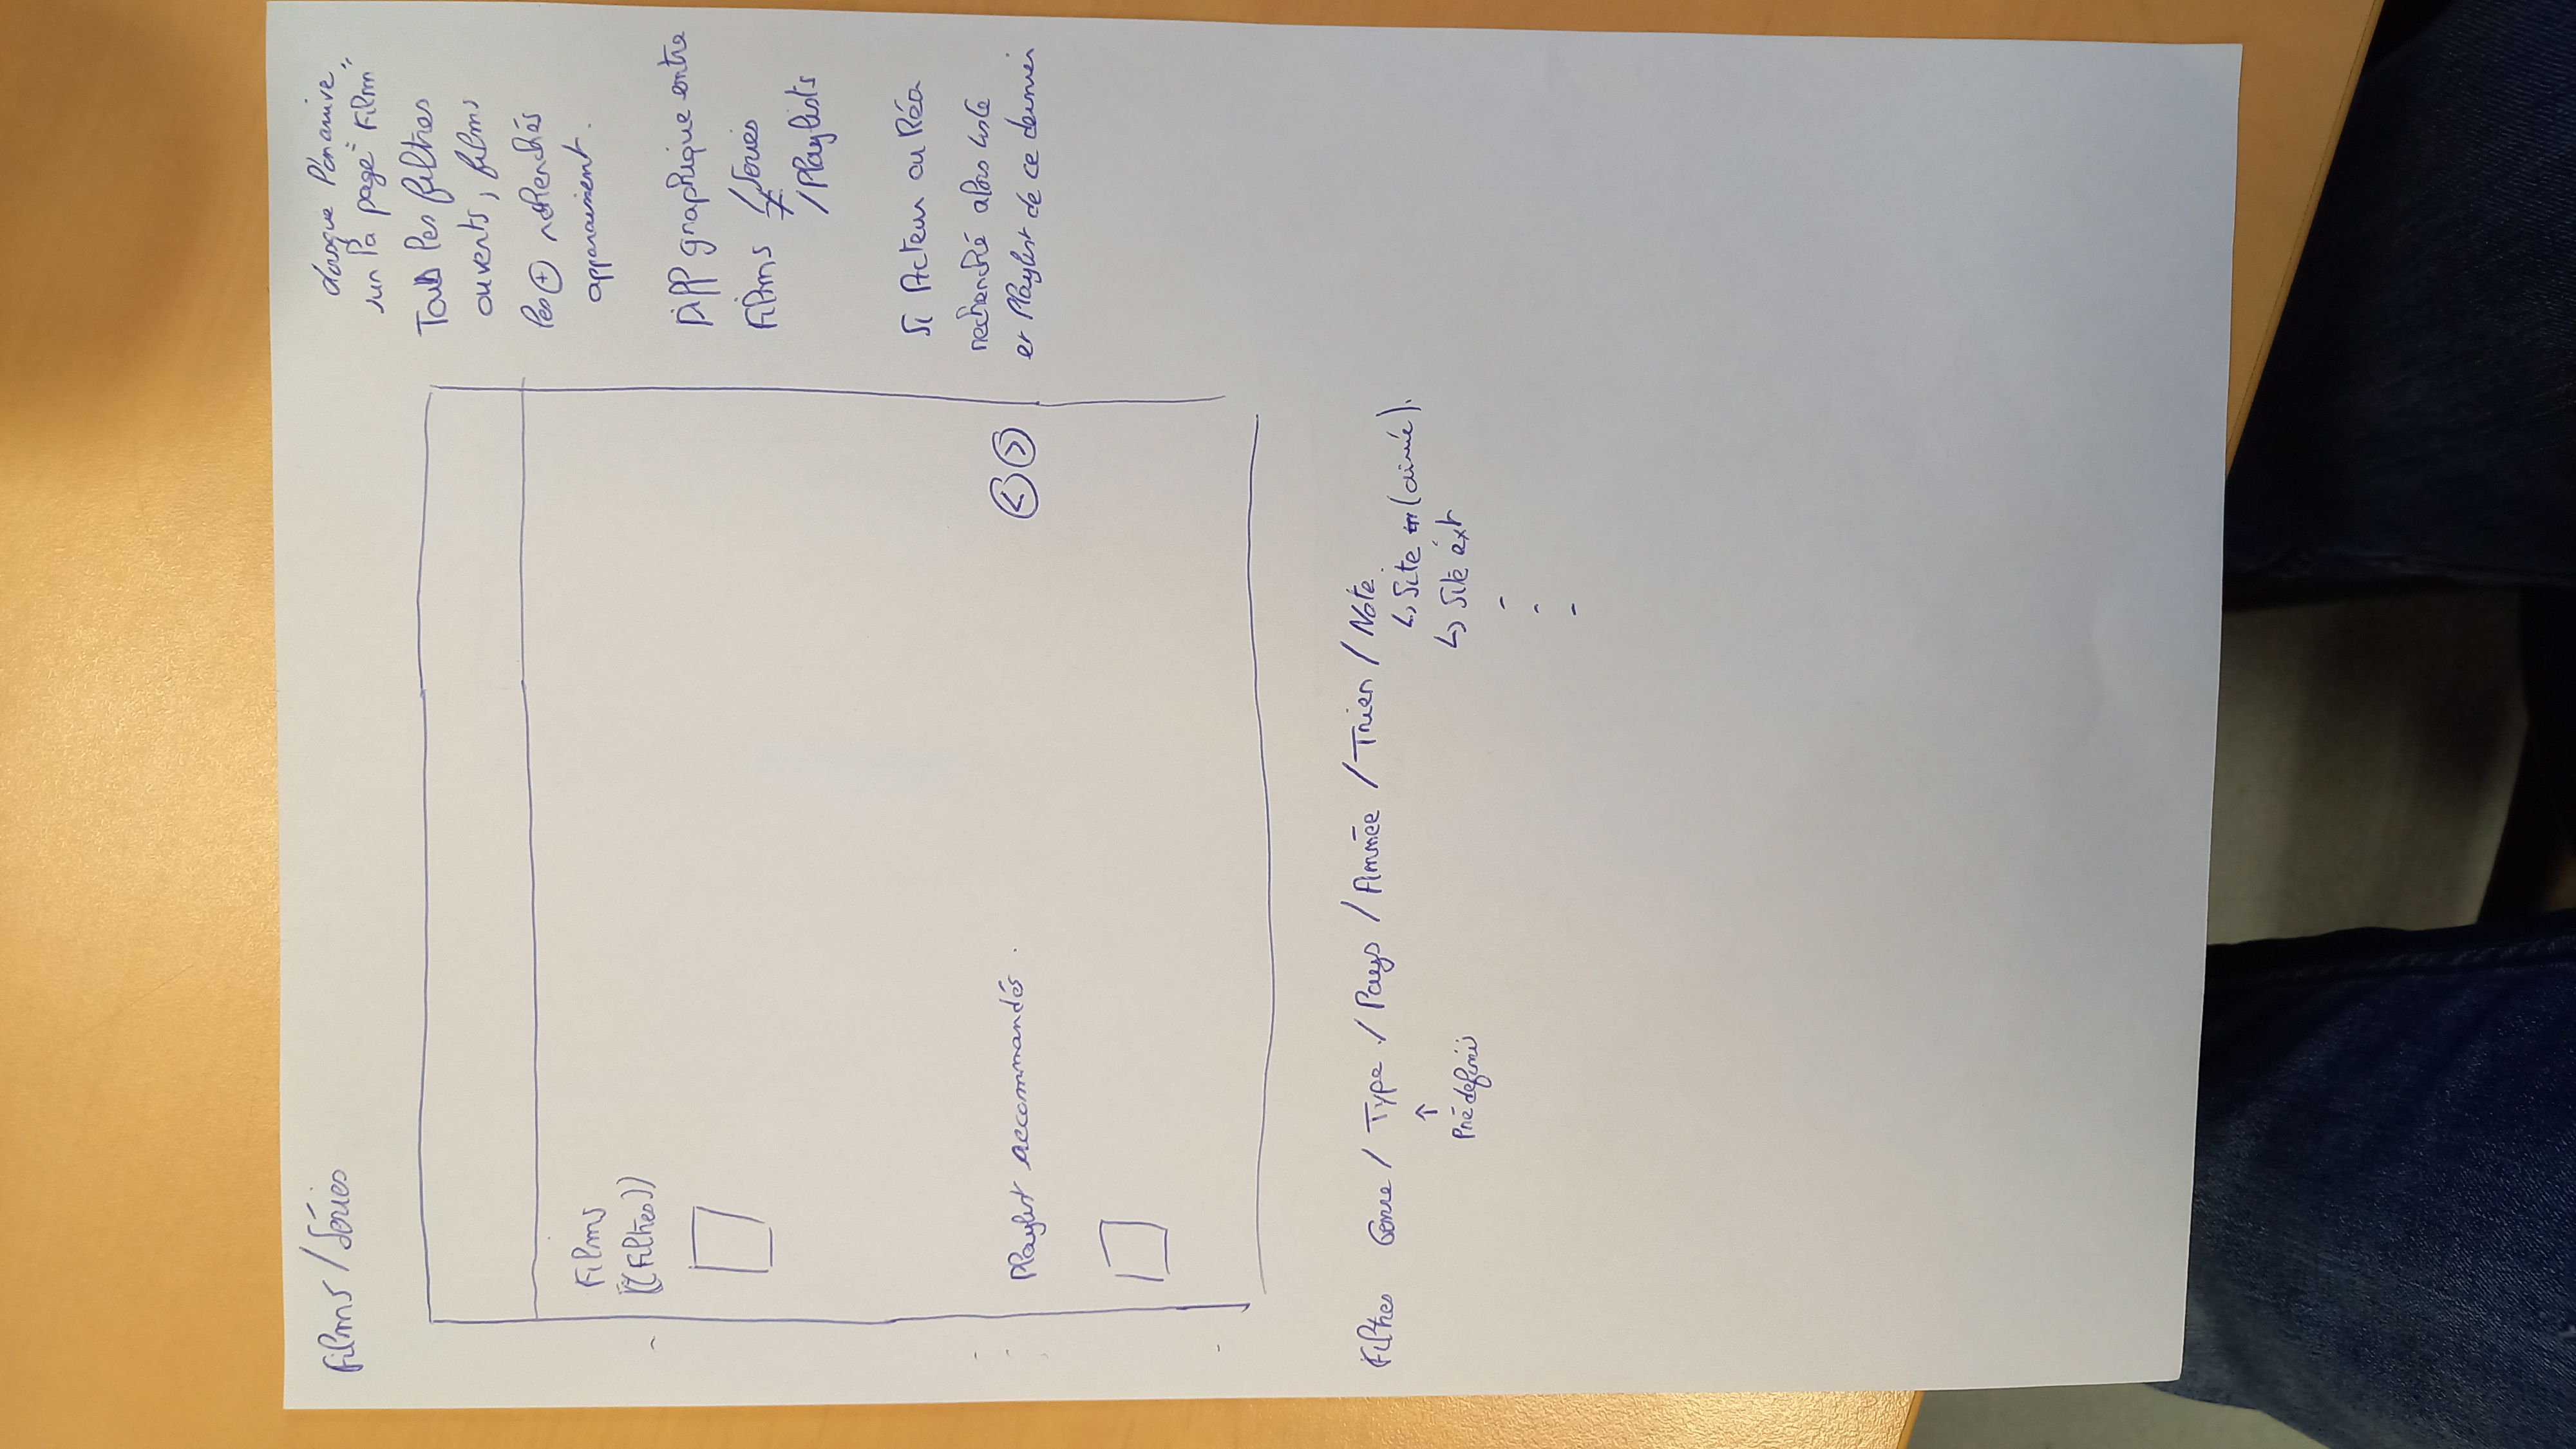 Films / Séries
Lorsque l'on arrive
sur la page "Film"
Tous les filtres
ouverts, films
les + recherchés
apparaissent.
Films
((Filtres))
Diff graphique entre
Films ≠ / Séries
/ Playlists
Si Acteur ou Réa
recherché alors liste
et Playlist de ce dernier
Playlist recommandés.
< >
Filtres Genre / Type / Pays / Année / Trier / Note
↳ Site (aimé).
↑
Prédefinis
↳ Site ext
-
-
-